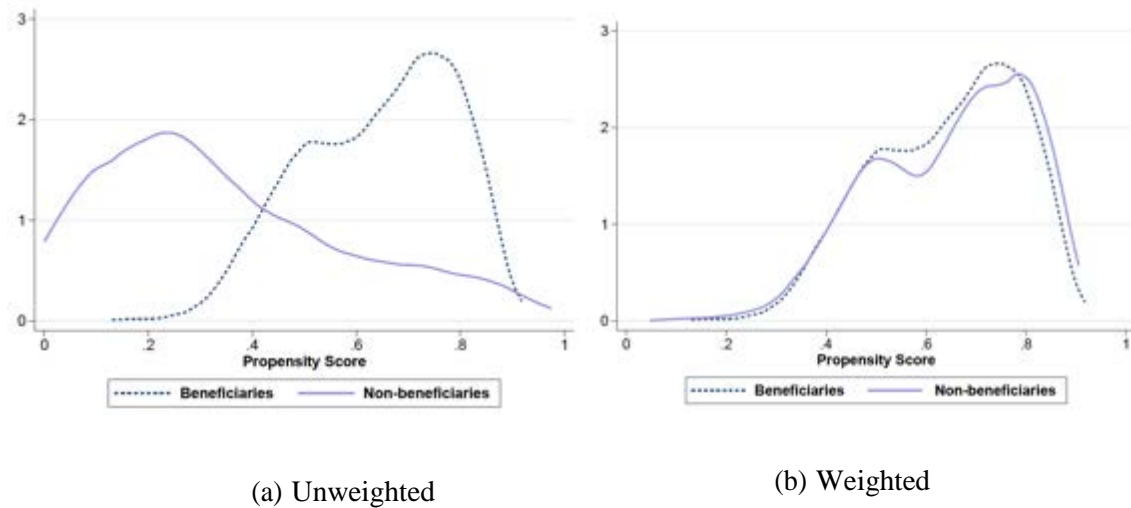 3
2
1
0
0 .2 .4 .6 .8 1
Propensity Score
Beneficiaries Non-beneficiaries
(a) Unweighted
3
2
1
0
0 .2 .4 .6 .8 1
Propensity Score
Beneficiaries Non-beneficiaries
(b) Weighted